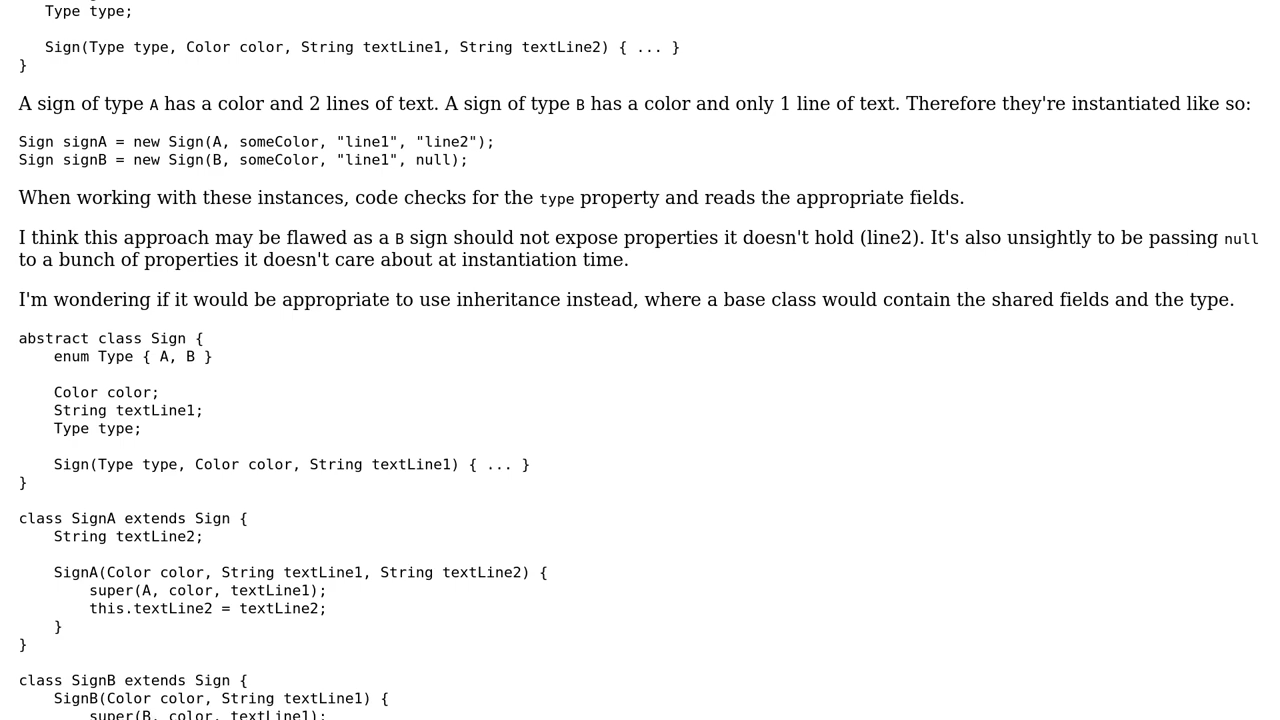 Type type;
Sign(Type type, Color color, String textLine1, String textLine2) { ... }
}
A sign of type A has a color and 2 lines of text. A sign of type B has a color and only 1 line of text. Therefore they're instantiated like so:
Sign signA = new Sign(A, someColor, "line1", "line2");
Sign signB = new Sign(B, someColor, "line1", null);
When working with these instances, code checks for the type property and reads the appropriate fields.
I think this approach may be flawed as a B sign should not expose properties it doesn't hold (line2). It's also unsightly to be passing null
to a bunch of properties it doesn't care about at instantiation time.
I'm wondering if it would be appropriate to use inheritance instead, where a base class would contain the shared fields and the type.
abstract class Sign {
enum Type { A, B }
Color color;
String textLine1;
Type type;
Sign(Type type, Color color, String textLine1) { ... }
}
class SignA extends Sign {
String textLine2;
SignA(Color color, String textLine1, String textLine2) {
super(A, color, textLine1);
this.textLine2 = textLine2;
}
}
class SignB extends Sign {
SignB(Color color, String textLine1) {
super(B, color, textLine1);